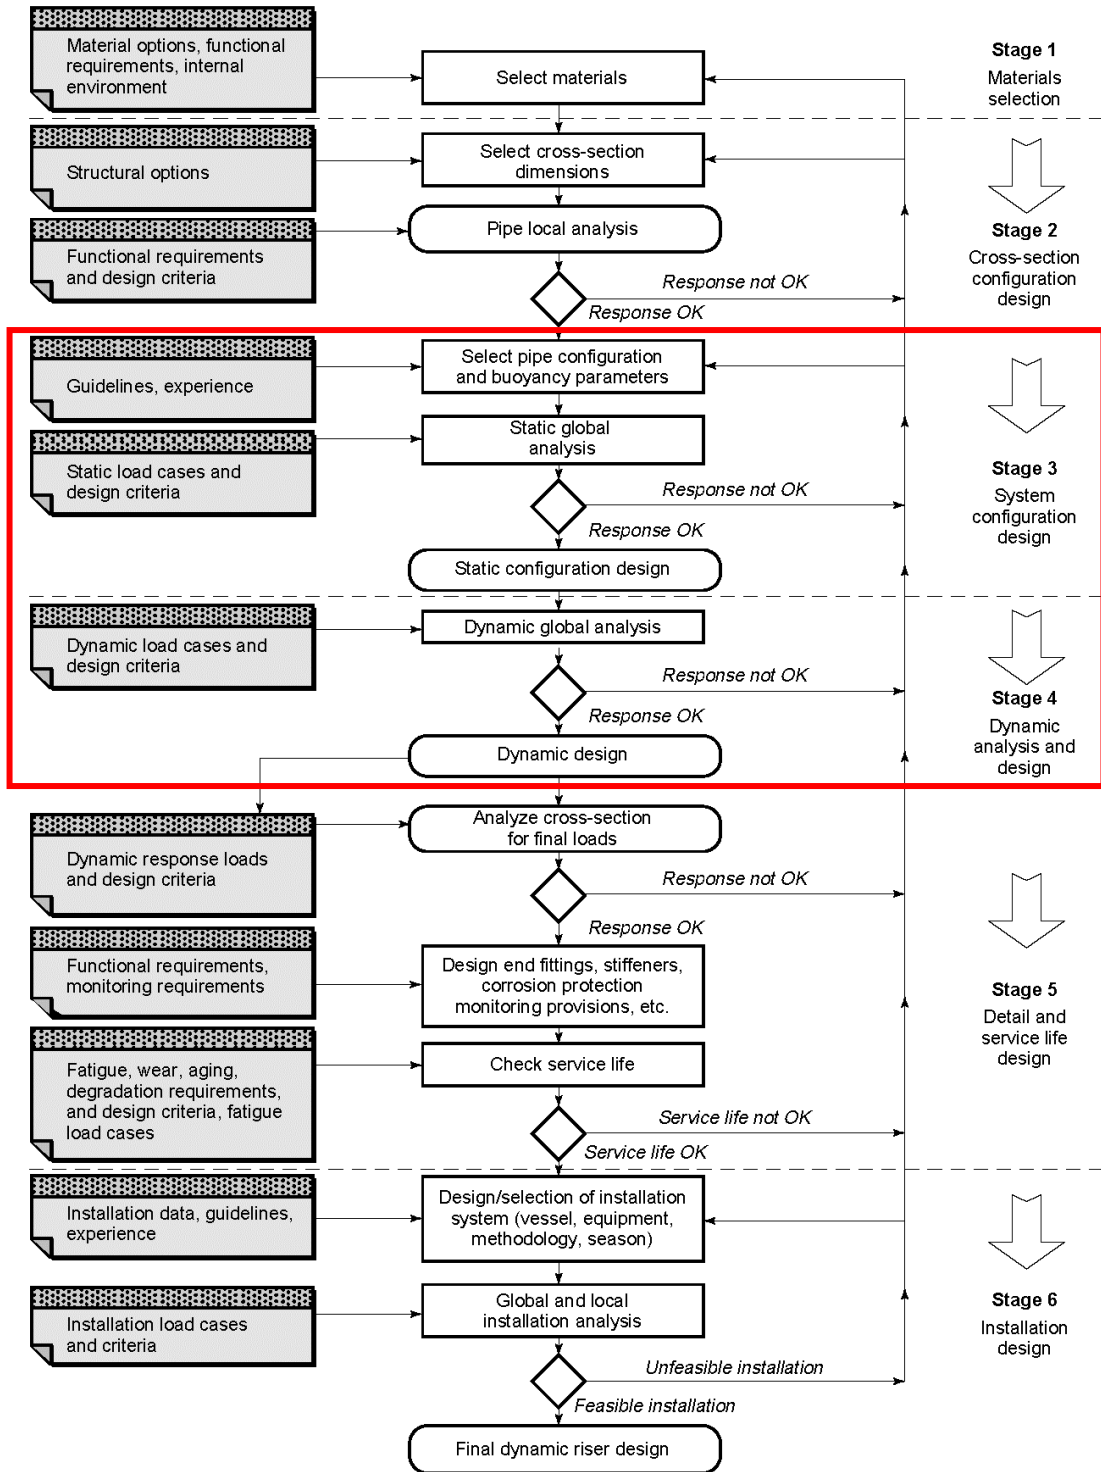 Material options, functional
requirements, internal
environment
Select materials
Stage 1
Materials
selection
Structural options
Select cross-section
dimensions
Functional requirements
and design criteria
Pipe local analysis
Response not OK
Response OK
Stage 2
Cross-section
configuration
design
Guidelines, experience
Select pipe configuration
and buoyancy parameters
Static load cases and
design criteria
Static global
analysis
Response not OK
Response OK
Static configuration design
Stage 3
System
configuration
design
Dynamic load cases and
design criteria
Dynamic global analysis
Response not OK
Response OK
Dynamic design
Stage 4
Dynamic
analysis and
design
Dynamic response loads
and design criteria
Analyze cross-section
for final loads
Response not OK
Response OK
Functional requirements,
monitoring requirements
Design end fittings, stiffeners,
corrosion protection
monitoring provisions, etc.
Stage 5
Detail and
service life
design
Fatigue, wear, aging,
degradation requirements,
and design criteria, fatigue
load cases
Check service life
Service life not OK
Service life OK
Installation data, guidelines,
experience
Design/selection of installation
system (vessel, equipment,
methodology, season)
Installation load cases
and criteria
Global and local
installation analysis
Stage 6
Installation
design
Unfeasible installation
Feasible installation
Final dynamic riser design